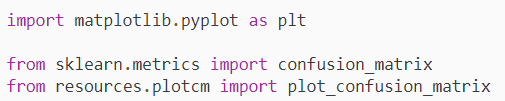 import matplotlib.pyplot as plt
from sklearn.metrics import confusion_matrix
from resources.plotcm import plot_confusion_matrix